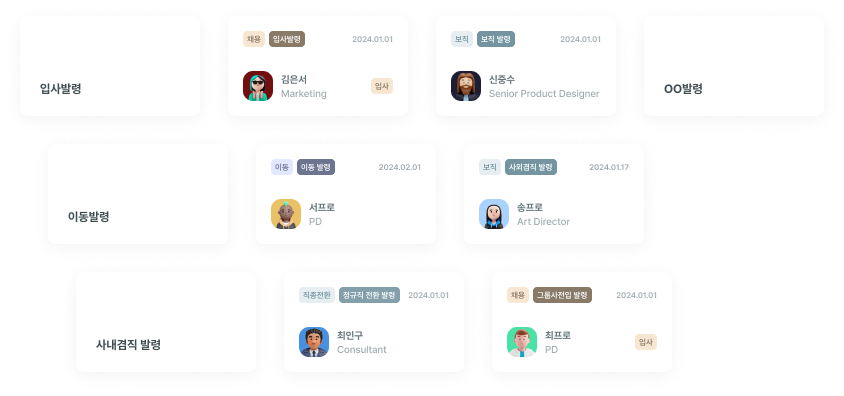 입사발령
채용 입사발령 2024.01.01
김은서
Marketing
입사
보직 보직 발령 2024.01.01
신중수
Senior Product Designer
OO발령
이동발령
이동 이동 발령 2024.02.01
서프로
PD
보직 사외겸직 발령 2024.01.17
송프로
Art Director
사내겸직 발령
직종전환 정규직 전환 발령 2024.01.01
최인구
Consultant
채용 그룹사전입 발령 2024.01.01
최프로
PD
입사